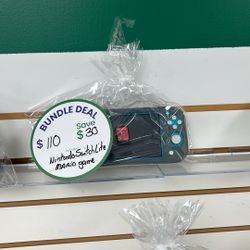 BUNDLE DEAL
$ 110
Save
$ 30
Nintendo Switch Lite
MARIO game